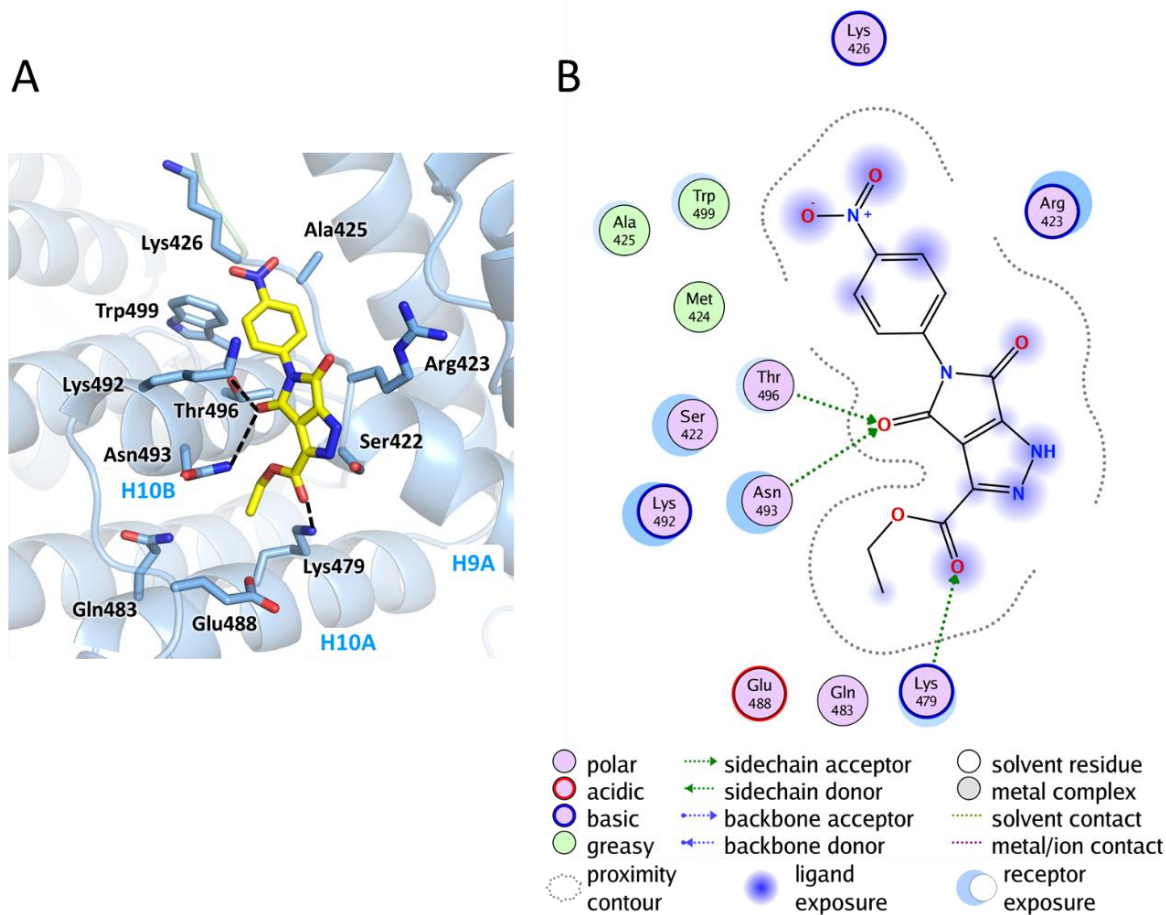 A
Lys426
Ala425
Trp499
Arg423
Lys492
Thr496
Ser422
Asn493
H10B
Lys479
H9A
Gln483
Glu488
H10A
B
Lys
426
Trp
499
Ala
425
Arg
423
Met
424
Thr
496
Ser
422
Lys
492
Asn
493
O
O-
N+
N
O
O
NH
N
O
O
Glu
488
Gln
483
Lys
479
polar
acidic
basic
greasy
proximity
contour
sidechain acceptor
sidechain donor
backbone acceptor
backbone donor
ligand
exposure
solvent residue
metal complex
solvent contact
metal/ion contact
receptor
exposure